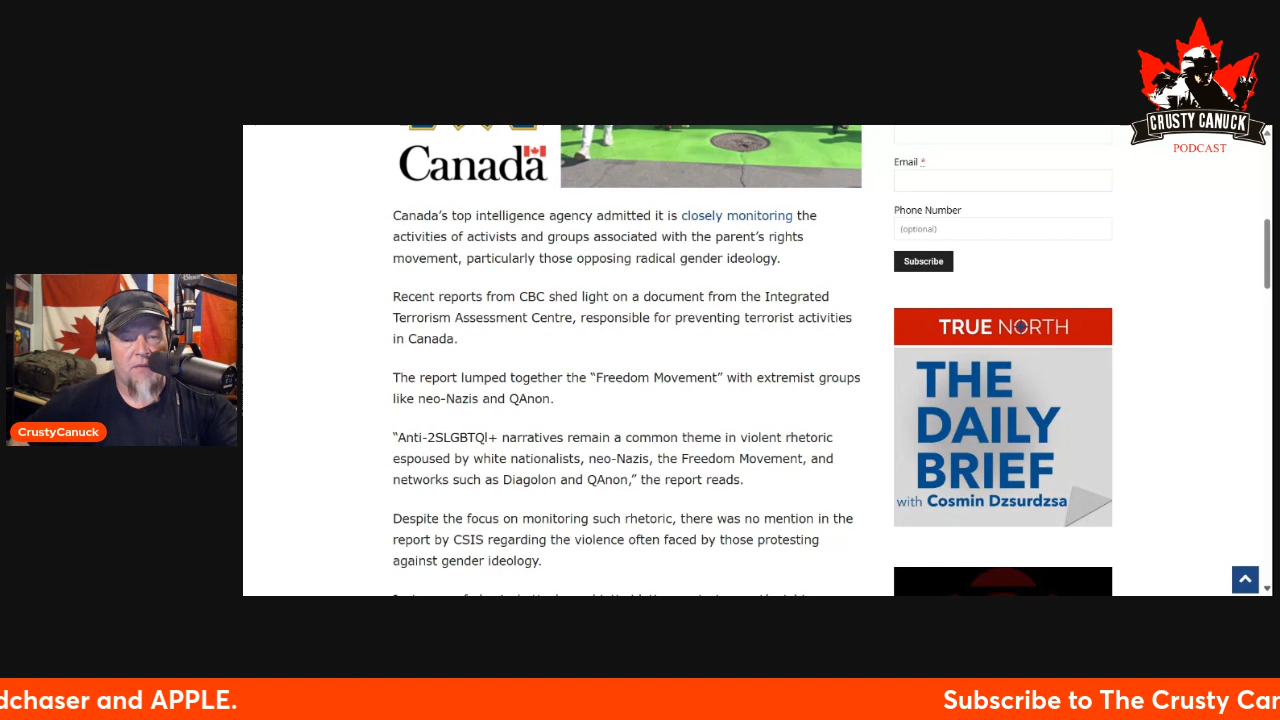 CRUSTY CANUCK
PODCAST
Canada
Canada’s top intelligence agency admitted it is closely monitoring the
activities of activists and groups associated with the parent’s rights
movement, particularly those opposing radical gender ideology.
Recent reports from CBC shed light on a document from the Integrated
Terrorism Assessment Centre, responsible for preventing terrorist activities
in Canada.
The report lumped together the “Freedom Movement” with extremist groups
like neo-Nazis and QAnon.
“Anti-2SLGBTQI+ narratives remain a common theme in violent rhetoric
espoused by white nationalists, neo-Nazis, the Freedom Movement, and
networks such as Diagolon and QAnon,” the report reads.
Despite the focus on monitoring such rhetoric, there was no mention in the
report by CSIS regarding the violence often faced by those protesting
against gender ideology.
Email *
Phone Number
(optional)
Subscribe
TRUE NORTH
THE
DAILY
BRIEF
with Cosmin Dzsurdzsa
CrustyCanuck
dchaser and APPLE.
Subscribe to The Crusty Car